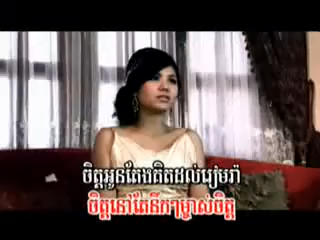 ចិត្តអូនតែងគិតដល់រៀមរ៉ា
ចិត្តនៅតែនឹកៗម្ចាស់ចិត្ត